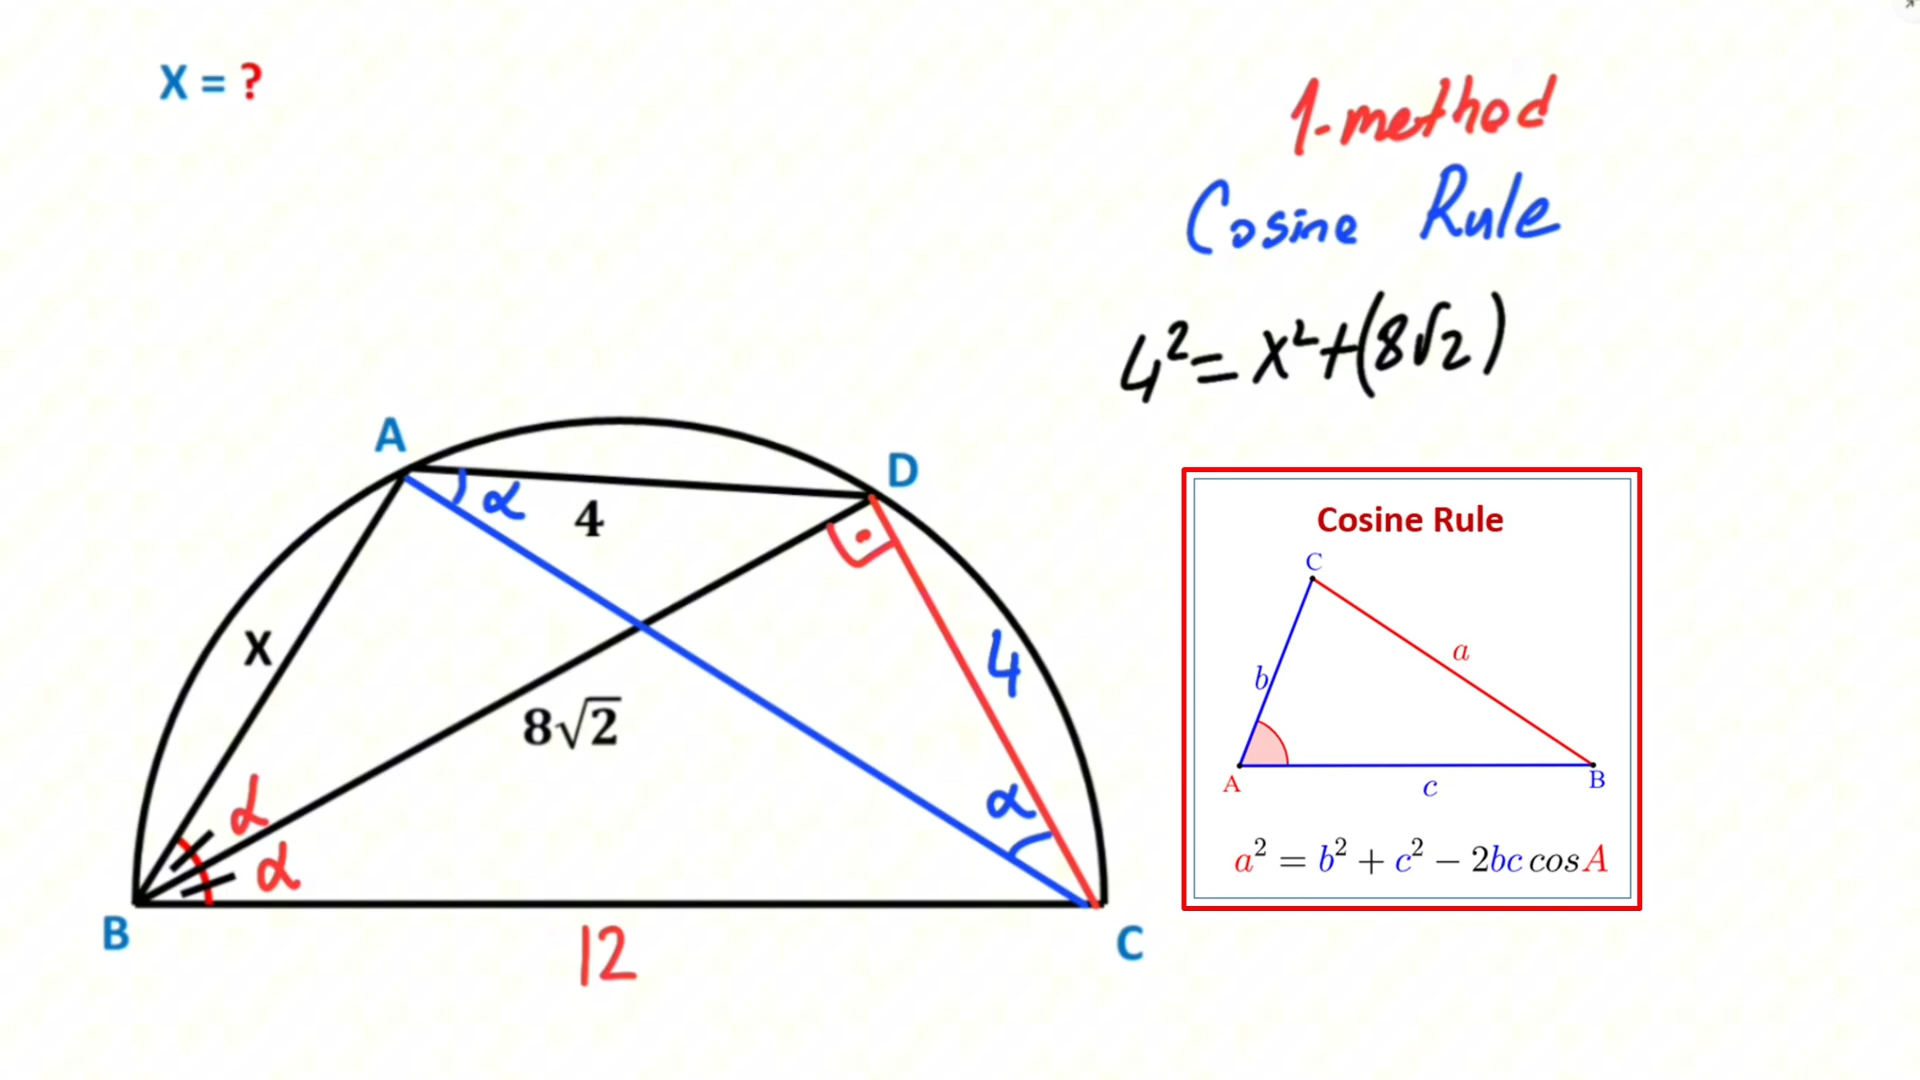 X = ?
1-method
Cosine Rule
4²= x²+(8√2)
A
D
α
4
X
8√2
4
α
α
α
B
12
C
Cosine Rule
C
a
b
A
c
B
a² = b² + c² − 2bc cosA